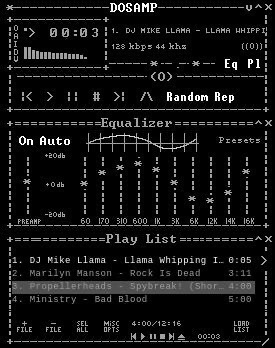 DOSAMP
00:03
1. DJ MIKE LLAMA - LLAMA WHIPPI
128 kbps 44 khz ((O))
Eq Pl
(O)
|< > || # >| /\ Random Rep
Equalizer
On Auto
Presets
+20db
+0db
-20db
PREAMP 60 170 310 600 1K 3K 6K 12K 14K 16K
Play List
1. DJ Mike Llama - Llama Whipping I... 0:05
2. Marilyn Manson - Rock Is Dead 3:11
3. Propellerheads - Spybreak! (Shor... 4:00
4. Ministry - Bad Blood 5:00
+ FILE
- FILE
SEL ALL
MISC OPTS
4:00/12:16
00:03
LOAD LIST